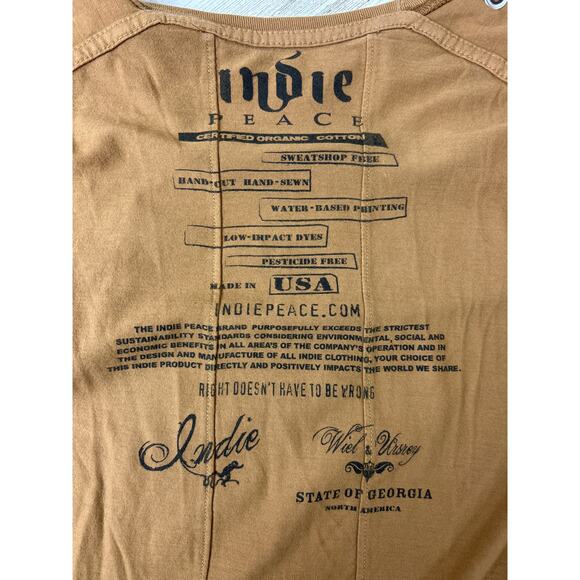 indie
PEACE
CERTIFIED ORGANIC COTTON
SWEATSHOP FREE
HAND-CUT HAND-SEWN
WATER-BASED PRINTING
LOW-IMPACT DYES
PESTICIDE FREE
MADE IN USA
INDIEPEACE.COM
THE INDIE PEACE BRAND PURPOSEFULLY EXCEEDS THE STRICTEST
SUSTAINABILITY STANDARDS CONSIDERING ENVIRONMENTAL, SOCIAL AND
ECONOMIC BENEFITS IN ALL AREA'S OF THE COMPANY'S OPERATION AND IN
THE DESIGN AND MANUFACTURE OF ALL INDIE CLOTHING. YOUR CHOICE OF
THIS INDIE PRODUCT DIRECTLY AND POSITIVELY IMPACTS THE WORLD WE SHARE.
RIGHT DOESN'T HAVE TO BE WRONG
Indie
Wiel & Ursrey
STATE OF GEORGIA
NORTH AMERICA